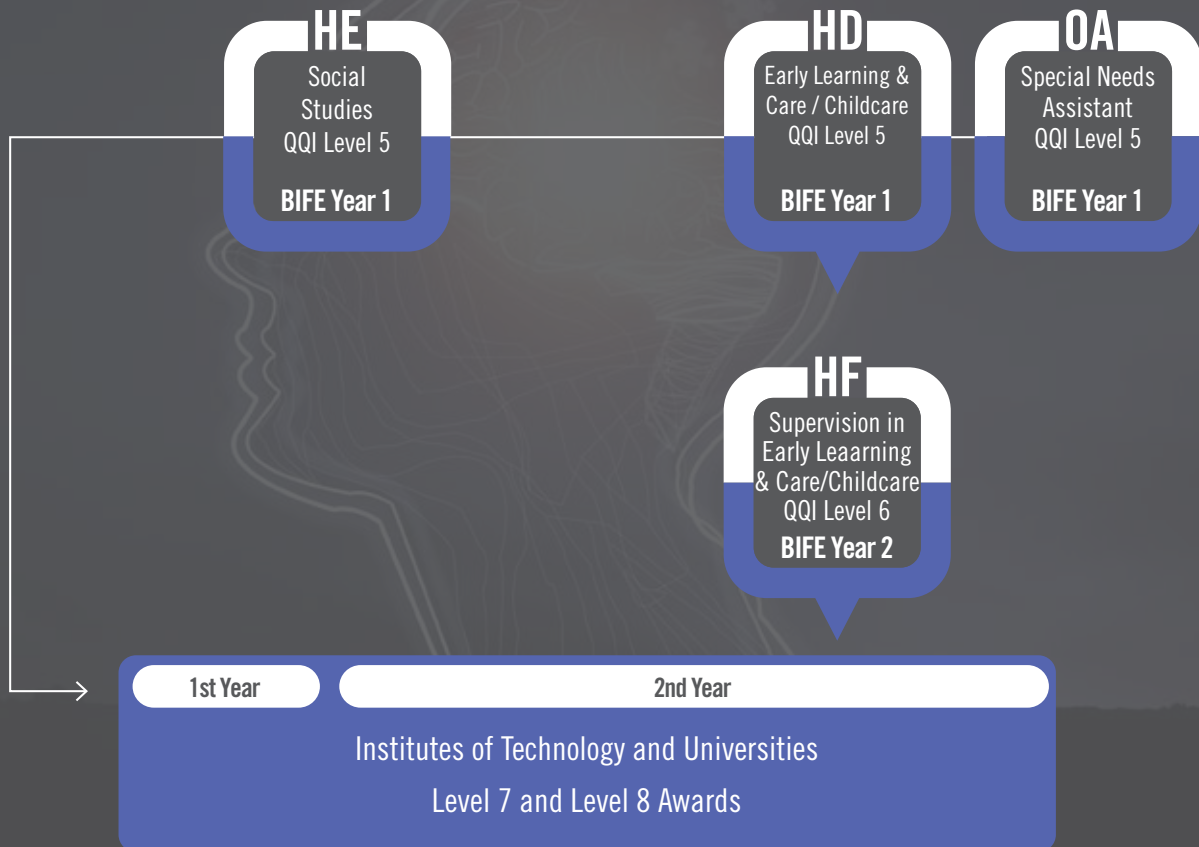 HE
Social
Studies
QQI Level 5
BIFE Year 1
HD
Early Learning &
Care / Childcare
QQI Level 5
BIFE Year 1
OA
Special Needs
Assistant
QQI Level 5
BIFE Year 1
HF
Supervision in
Early Leaarning
& Care/Childcare
QQI Level 6
BIFE Year 2
1st Year
2nd Year
Institutes of Technology and Universities
Level 7 and Level 8 Awards